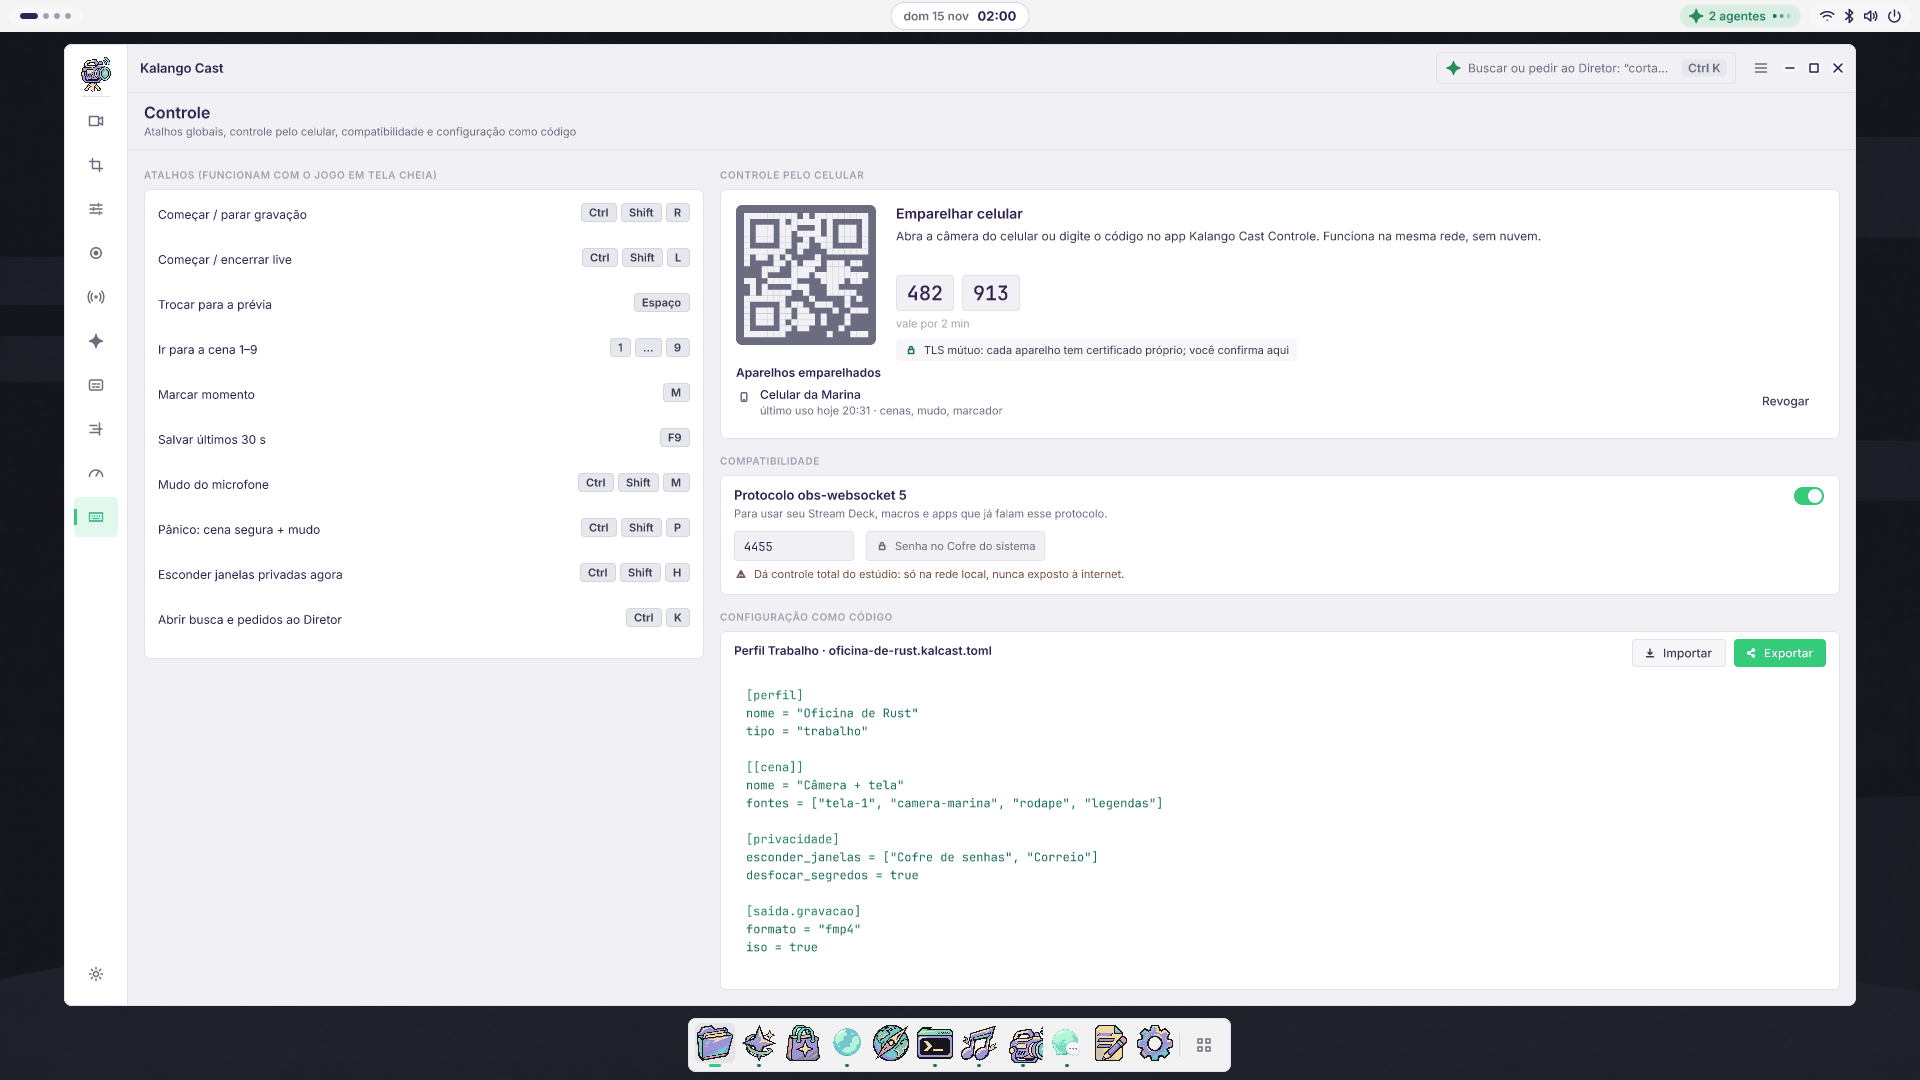 dom 15 nov 02:00
2 agentes
Kalango Cast
Buscar ou pedir ao Diretor: “corta... Ctrl K
Controle
Atalhos globais, controle pelo celular, compatibilidade e configuração como código
ATALHOS (FUNCIONAM COM O JOGO EM TELA CHEIA)
Começar / parar gravação Ctrl Shift R
Começar / encerrar live Ctrl Shift L
Trocar para a prévia Espaço
Ir para a cena 1–9 1 ... 9
Marcar momento M
Salvar últimos 30 s F9
Mudo do microfone Ctrl Shift M
Pânico: cena segura + mudo Ctrl Shift P
Esconder janelas privadas agora Ctrl Shift H
Abrir busca e pedidos ao Diretor Ctrl K
CONTROLE PELO CELULAR
Emparelhar celular
Abra a câmera do celular ou digite o código no app Kalango Cast Controle. Funciona na mesma rede, sem nuvem.
482 913
vale por 2 min
TLS mútuo: cada aparelho tem certificado próprio; você confirma aqui
Aparelhos emparelhados
Celular da Marina
último uso hoje 20:31 · cenas, mudo, marcador
Revogar
COMPATIBILIDADE
Protocolo obs-websocket 5
Para usar seu Stream Deck, macros e apps que já falam esse protocolo.
4455 Senha no Cofre do sistema
Dá controle total do estúdio: só na rede local, nunca exposto à internet.
CONFIGURAÇÃO COMO CÓDIGO
Perfil Trabalho · oficina-de-rust.kalcast.toml Importar Exportar
[perfil]
nome = "Oficina de Rust"
tipo = "trabalho"
[[cena]]
nome = "Câmera + tela"
fontes = ["tela-1", "camera-marina", "rodape", "legendas"]
[privacidade]
esconder_janelas = ["Cofre de senhas", "Correio"]
desfocar_segredos = true
[saida.gravacao]
formato = "fmp4"
iso = true